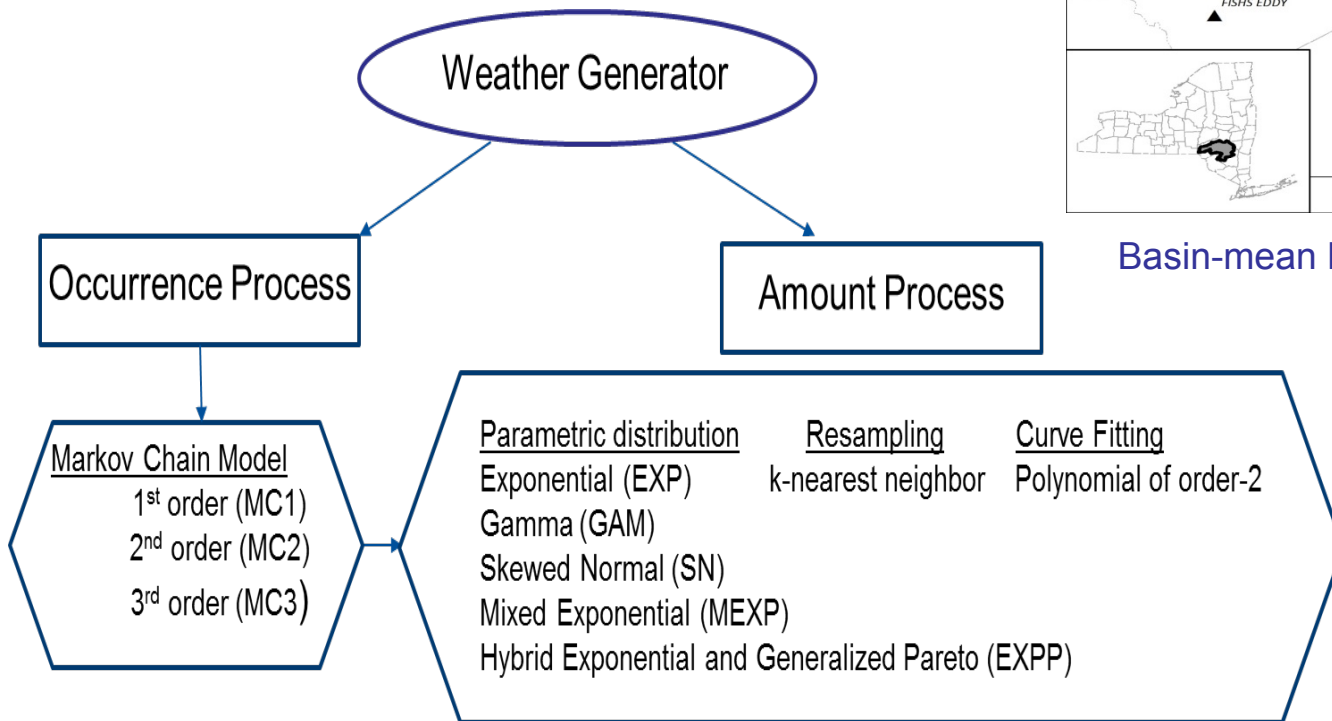 FISHS EDDY
Weather Generator
Basin-mean
Occurrence Process
Amount Process
Markov Chain Model
1st order (MC1)
2nd order (MC2)
3rd order (MC3)
Parametric distribution Resampling Curve Fitting
Exponential (EXP) k-nearest neighbor Polynomial of order-2
Gamma (GAM)
Skewed Normal (SN)
Mixed Exponential (MEXP)
Hybrid Exponential and Generalized Pareto (EXPP)